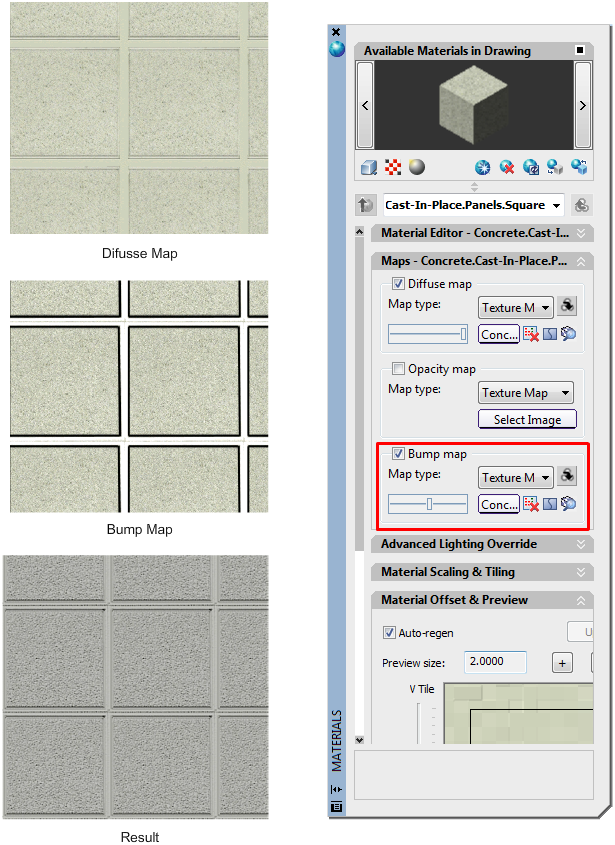 Difusse Map
Bump Map
Result
Available Materials in Drawing
Cast-In-Place.Panels.Square
Material Editor - Concrete.Cast-I...
Maps - Concrete.Cast-In-Place.P...
Diffuse map
Map type:
Texture M
Conc...
Opacity map
Map type:
Texture Map
Select Image
Bump map
Map type:
Texture M
Conc...
Advanced Lighting Override
Material Scaling & Tiling
Material Offset & Preview
Auto-regen
Preview size:
2.0000
+
V Tile
MATERIALS